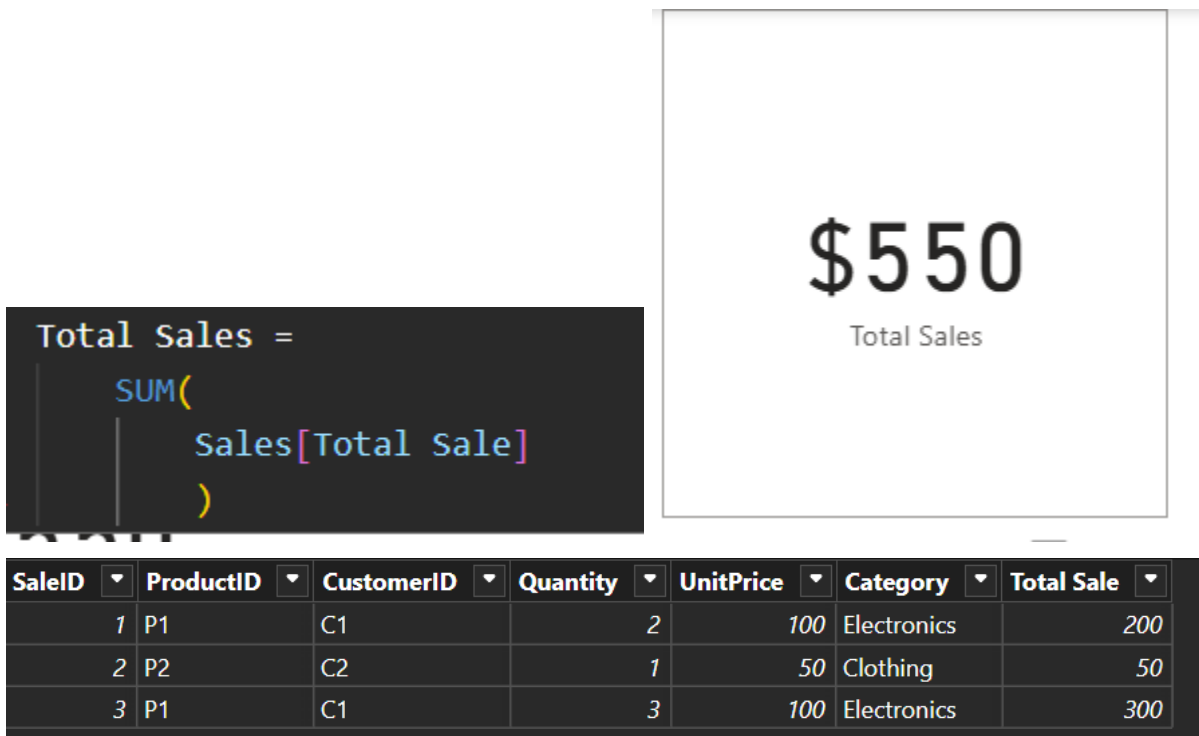 $550
Total Sales
Total Sales =
SUM(
Sales[Total Sale]
)
SaleID ProductID CustomerID Quantity UnitPrice Category Total Sale
1 P1 C1 2 100 Electronics 200
2 P2 C2 1 50 Clothing 50
3 P1 C1 3 100 Electronics 300